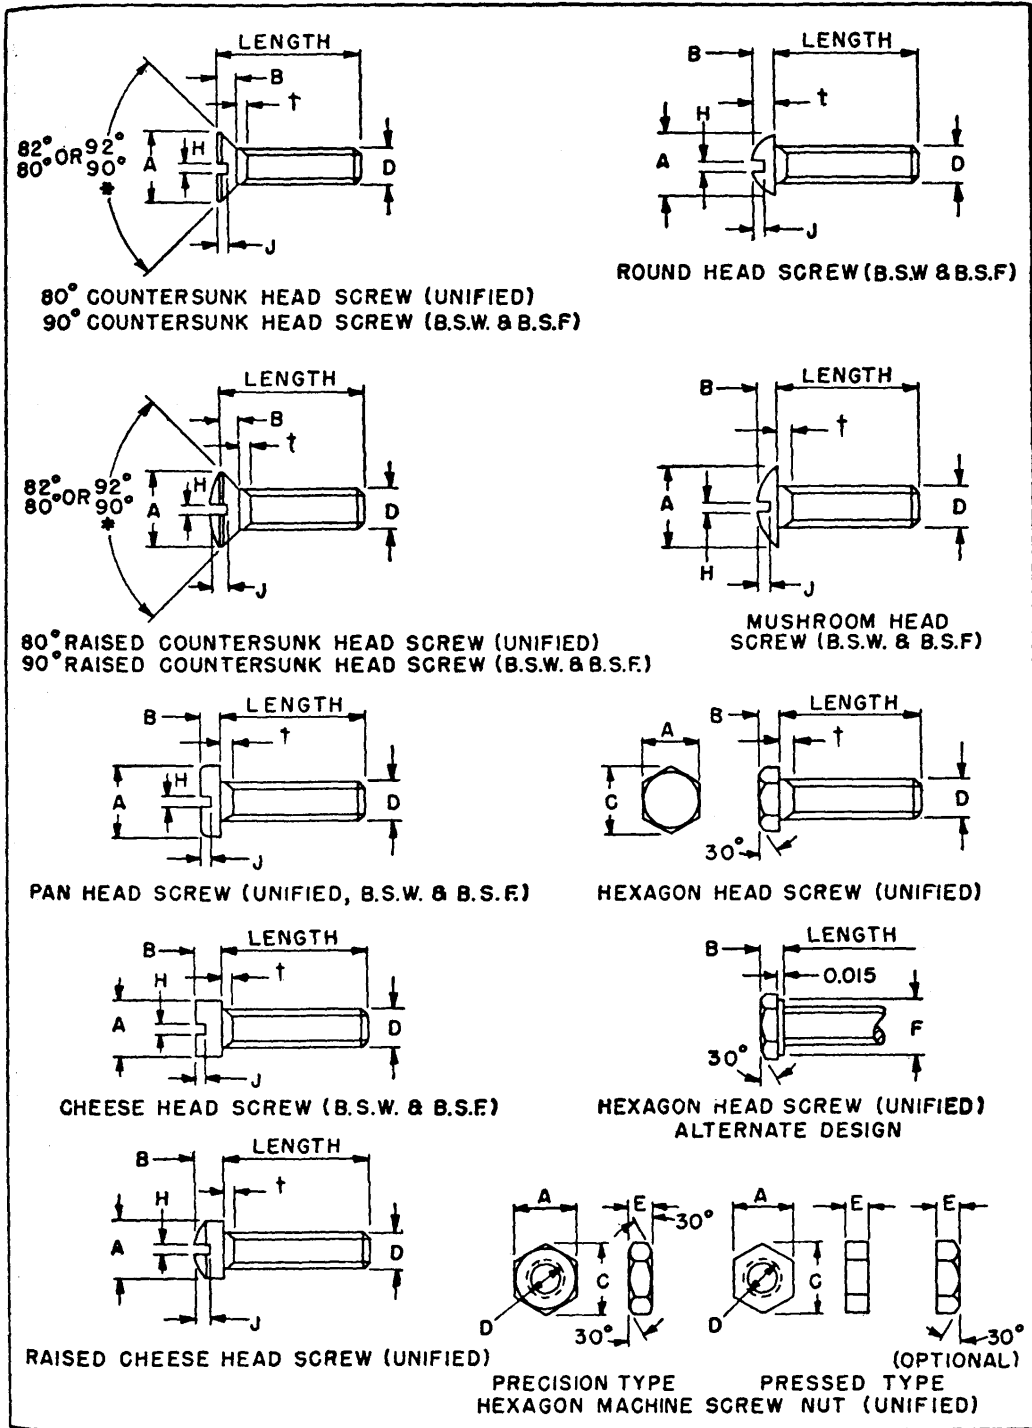 LENGTH
B
t
H
82° OR 92°
80° 90°
*
A
D
J
80° COUNTERSUNK HEAD SCREW (UNIFIED)
90° COUNTERSUNK HEAD SCREW (B.S.W. & B.S.F)
LENGTH
B
t
H
A
D
J
ROUND HEAD SCREW (B.S.W & B.S.F)
LENGTH
B
t
H
82° OR 92°
80° 90°
*
A
D
J
80° RAISED COUNTERSUNK HEAD SCREW (UNIFIED)
90° RAISED COUNTERSUNK HEAD SCREW (B.S.W. & B.S.F.)
LENGTH
B
t
A
D
H
J
MUSHROOM HEAD
SCREW (B.S.W. & B.S.F)
LENGTH
B
t
H
A
D
J
PAN HEAD SCREW (UNIFIED, B.S.W. & B.S.F.)
LENGTH
B
A
t
C
D
30°
HEXAGON HEAD SCREW (UNIFIED)
LENGTH
B
H
t
A
D
J
CHEESE HEAD SCREW (B.S.W. & B.S.F)
LENGTH
B
0.015
F
30°
HEXAGON HEAD SCREW (UNIFIED)
ALTERNATE DESIGN
LENGTH
B
H
t
A
D
J
RAISED CHEESE HEAD SCREW (UNIFIED)
A
E
30°
C
D
30°
PRECISION TYPE
A
E
E
C
D
30°
(OPTIONAL)
PRESSED TYPE
HEXAGON MACHINE SCREW NUT (UNIFIED)